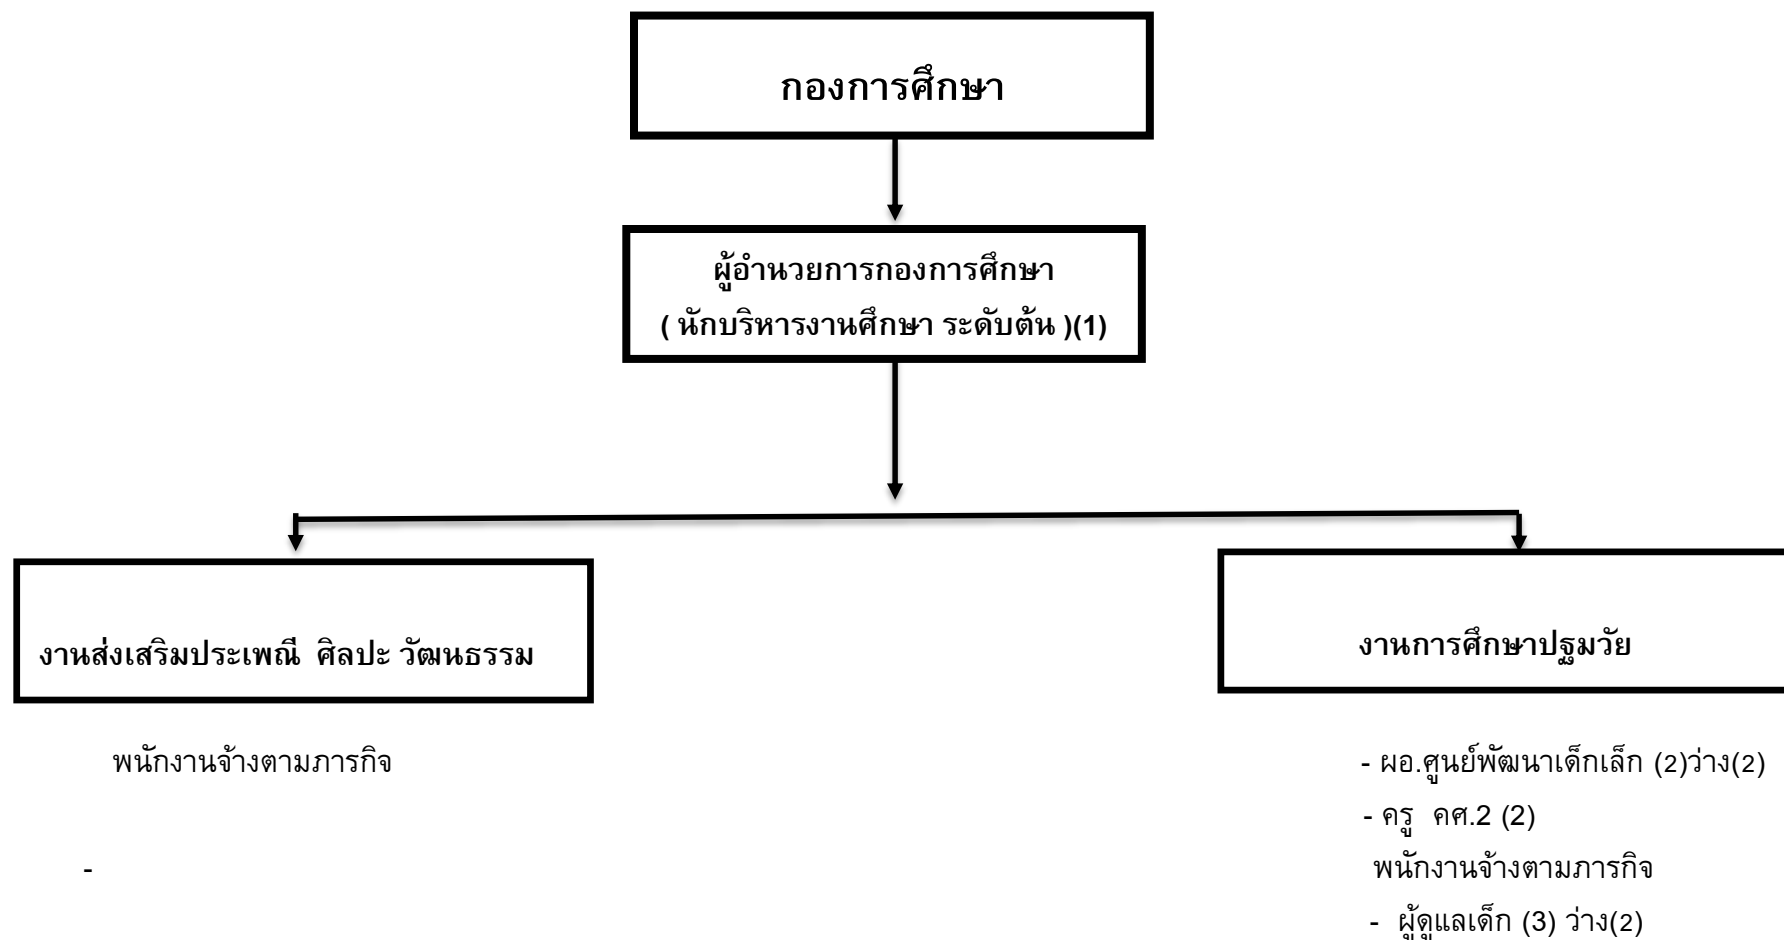 กองการศึกษา
ผู้อำนวยการกองการศึกษา
( นักบริหารงานศึกษา ระดับต้น )(1)
งานส่งเสริมประเพณี ศิลปะ วัฒนธรรม
พนักงานจ้างตามภารกิจ
-
งานการศึกษาปฐมวัย
- ผอ.ศูนย์พัฒนาเด็กเล็ก (2)ว่าง(2)
- ครู คศ.2 (2)
พนักงานจ้างตามภารกิจ
- ผู้ดูแลเด็ก (3) ว่าง(2)